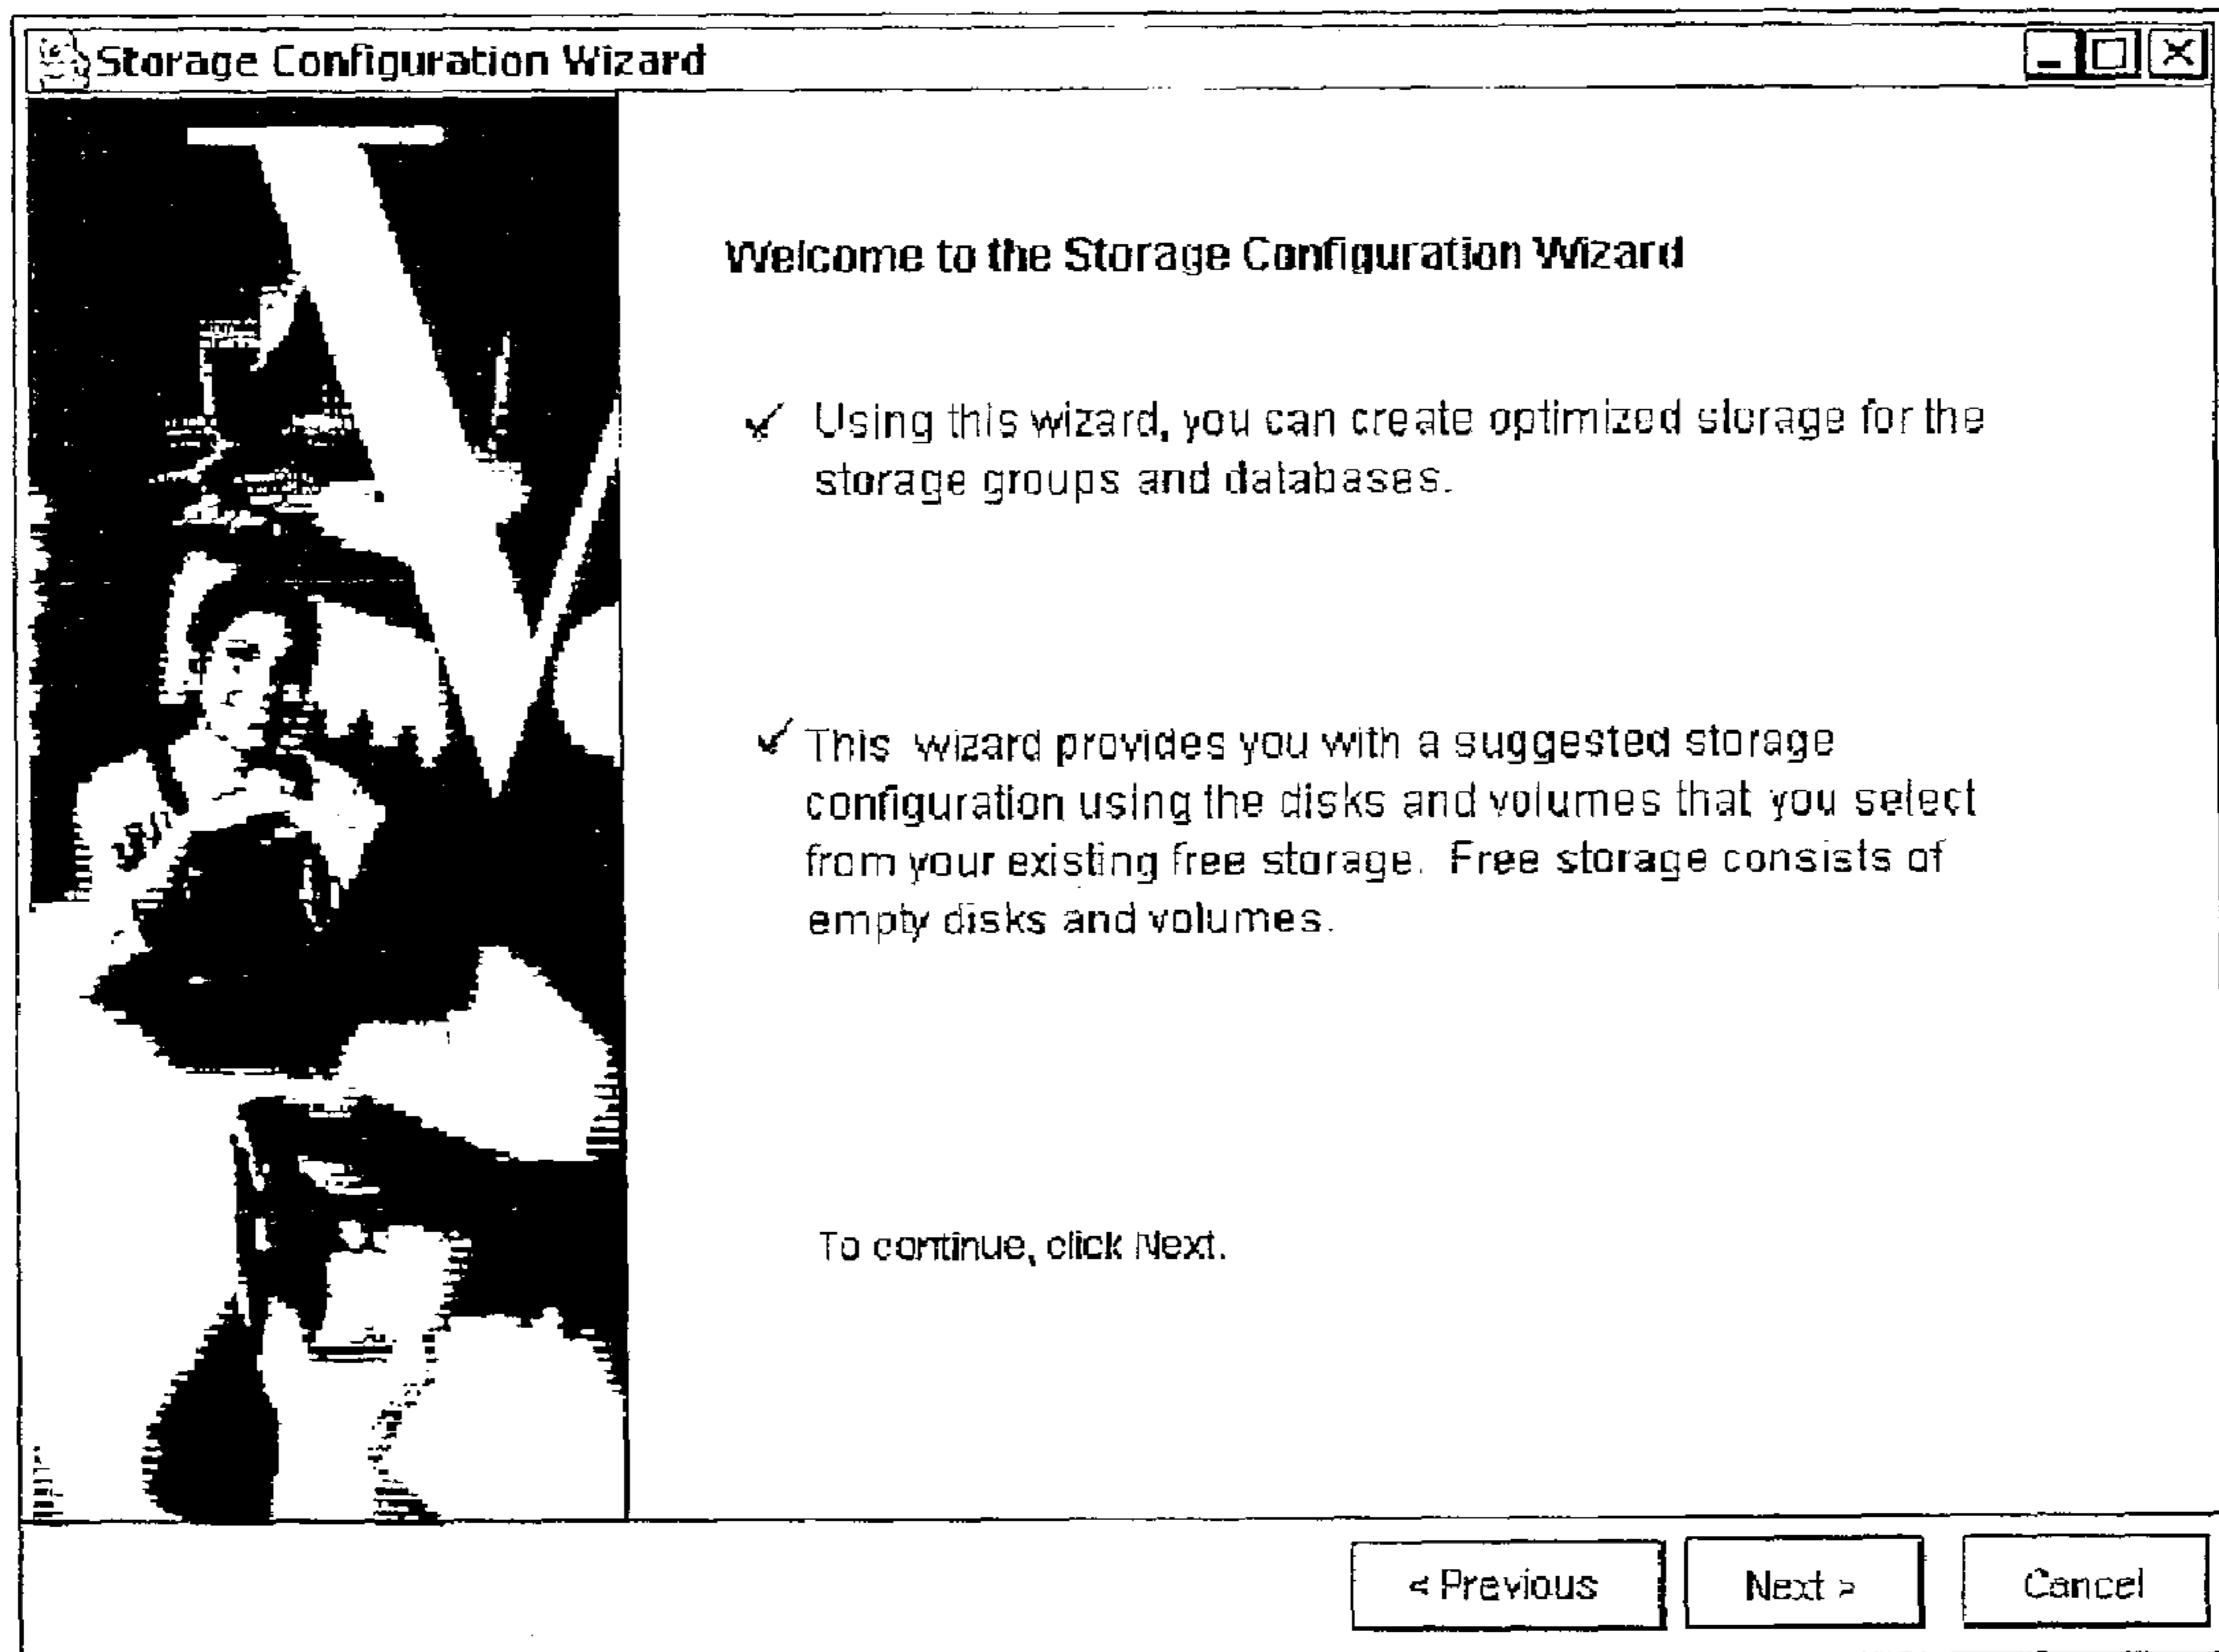 Storage Configuration Wizard
Welcome to the Storage Configuration Wizard
✓ Using this wizard, you can create optimized storage for the
storage groups and databases.
✓ This wizard provides you with a suggested storage
configuration using the disks and volumes that you select
from your existing free storage. Free storage consists of
empty disks and volumes.
To continue, click Next.
< Previous Next > Cancel